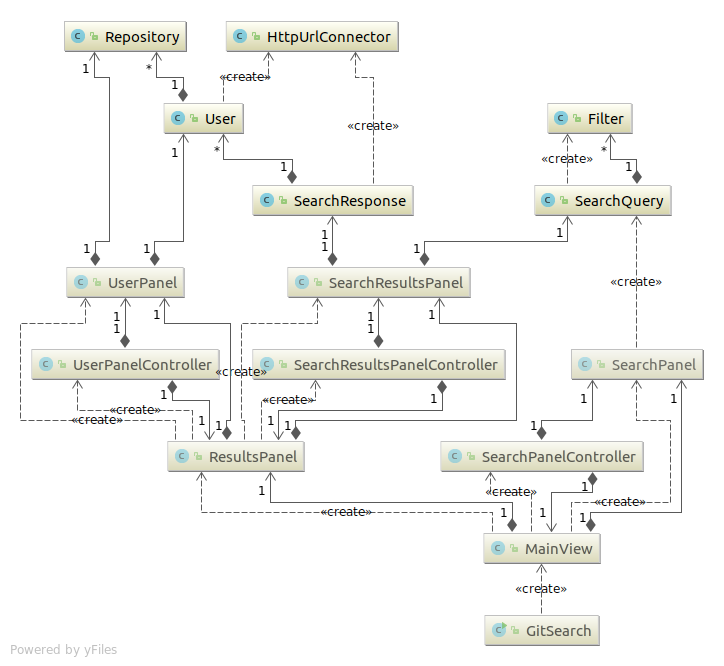 Repository
HttpUrlConnector
1
*
1
«create»
User
Filter
«create»
1
*
1
«create»
*
1
SearchResponse
SearchQuery
1
1
1
1
1
1
«create»
UserPanel
SearchResultsPanel
1
1
1
1
1
1
UserPanelController
«create»
SearchResultsPanelController
SearchPanel
1
«create»
«create»
1
«create»
1
1
1
1
1
ResultsPanel
SearchPanelController
1
«create»
1
1
1
«create»
«create»
1
MainView
«create»
GitSearch
Powered by yFiles